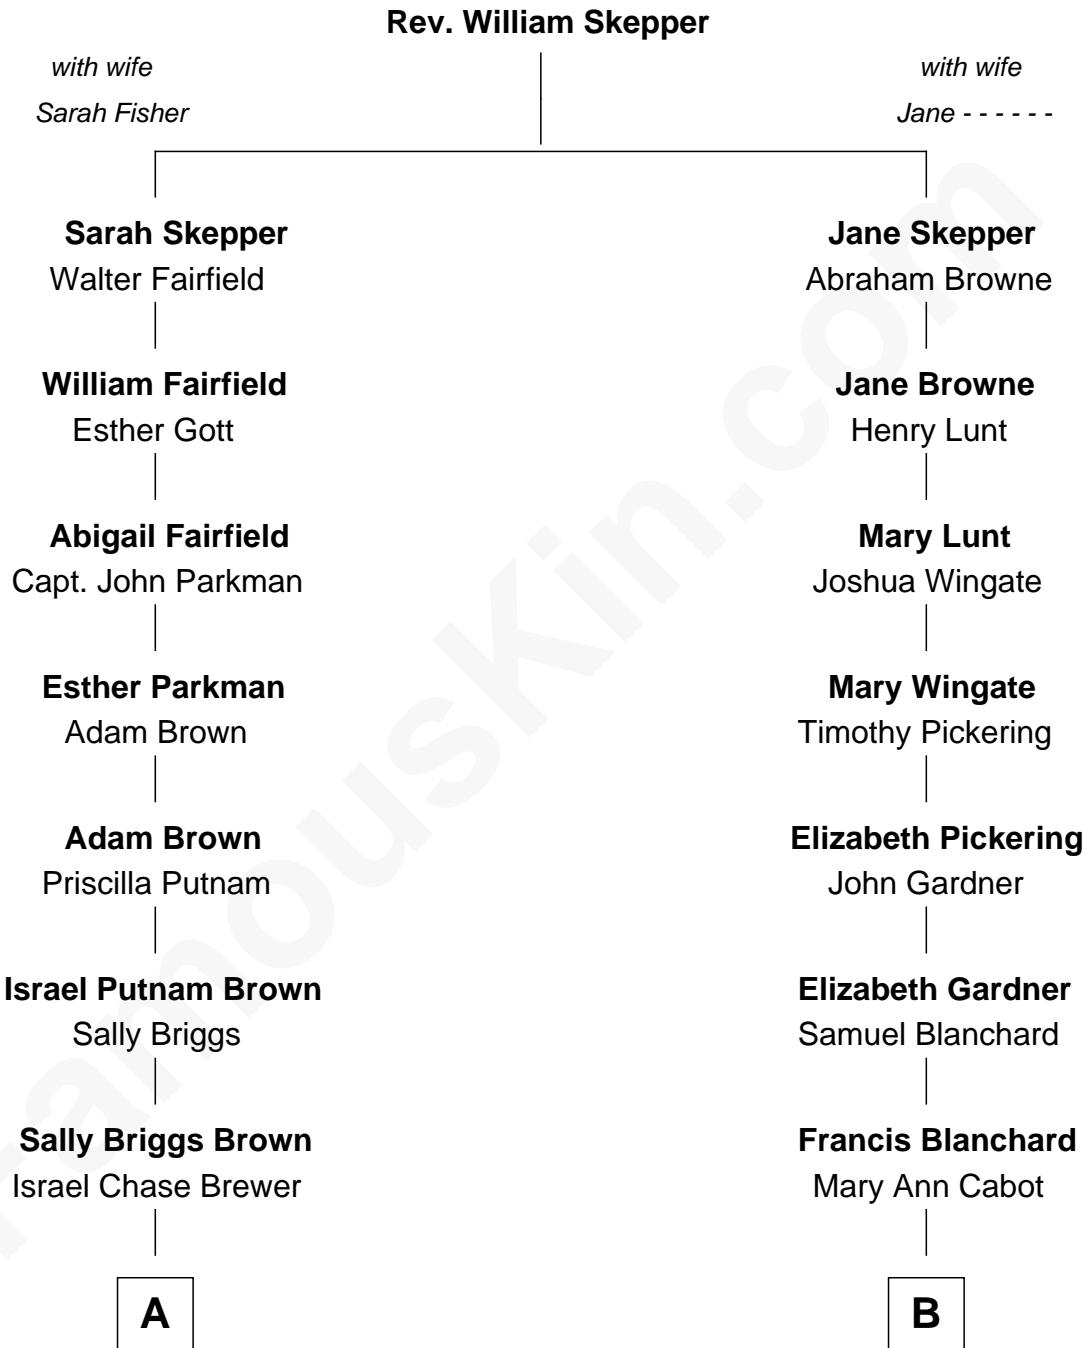 Rev. William Skepper
with wife
Sarah Fisher
with wife
Jane - - - - - -
Sarah Skepper
Walter Fairfield
Jane Skepper
Abraham Browne
William Fairfield
Esther Gott
Jane Browne
Henry Lunt
Abigail Fairfield
Capt. John Parkman
Mary Lunt
Joshua Wingate
Esther Parkman
Adam Brown
Mary Wingate
Timothy Pickering
Adam Brown
Priscilla Putnam
Elizabeth Pickering
John Gardner
Israel Putnam Brown
Sally Briggs
Elizabeth Gardner
Samuel Blanchard
Sally Briggs Brown
Israel Chase Brewer
Francis Blanchard
Mary Ann Cabot
A
B
FamousKin.com